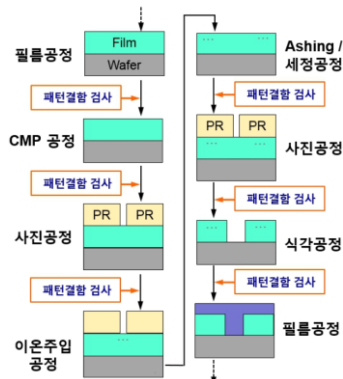 필름공정
Film
Wafer
패턴결함 검사
CMP 공정
패턴결함 검사
사진공정
PR PR
패턴결함 검사
이온주입
공정
...
... ...
Ashing /
세정공정
패턴결함 검사
PR PR
... ...
사진공정
패턴결함 검사
... ...
식각공정
패턴결함 검사
필름공정